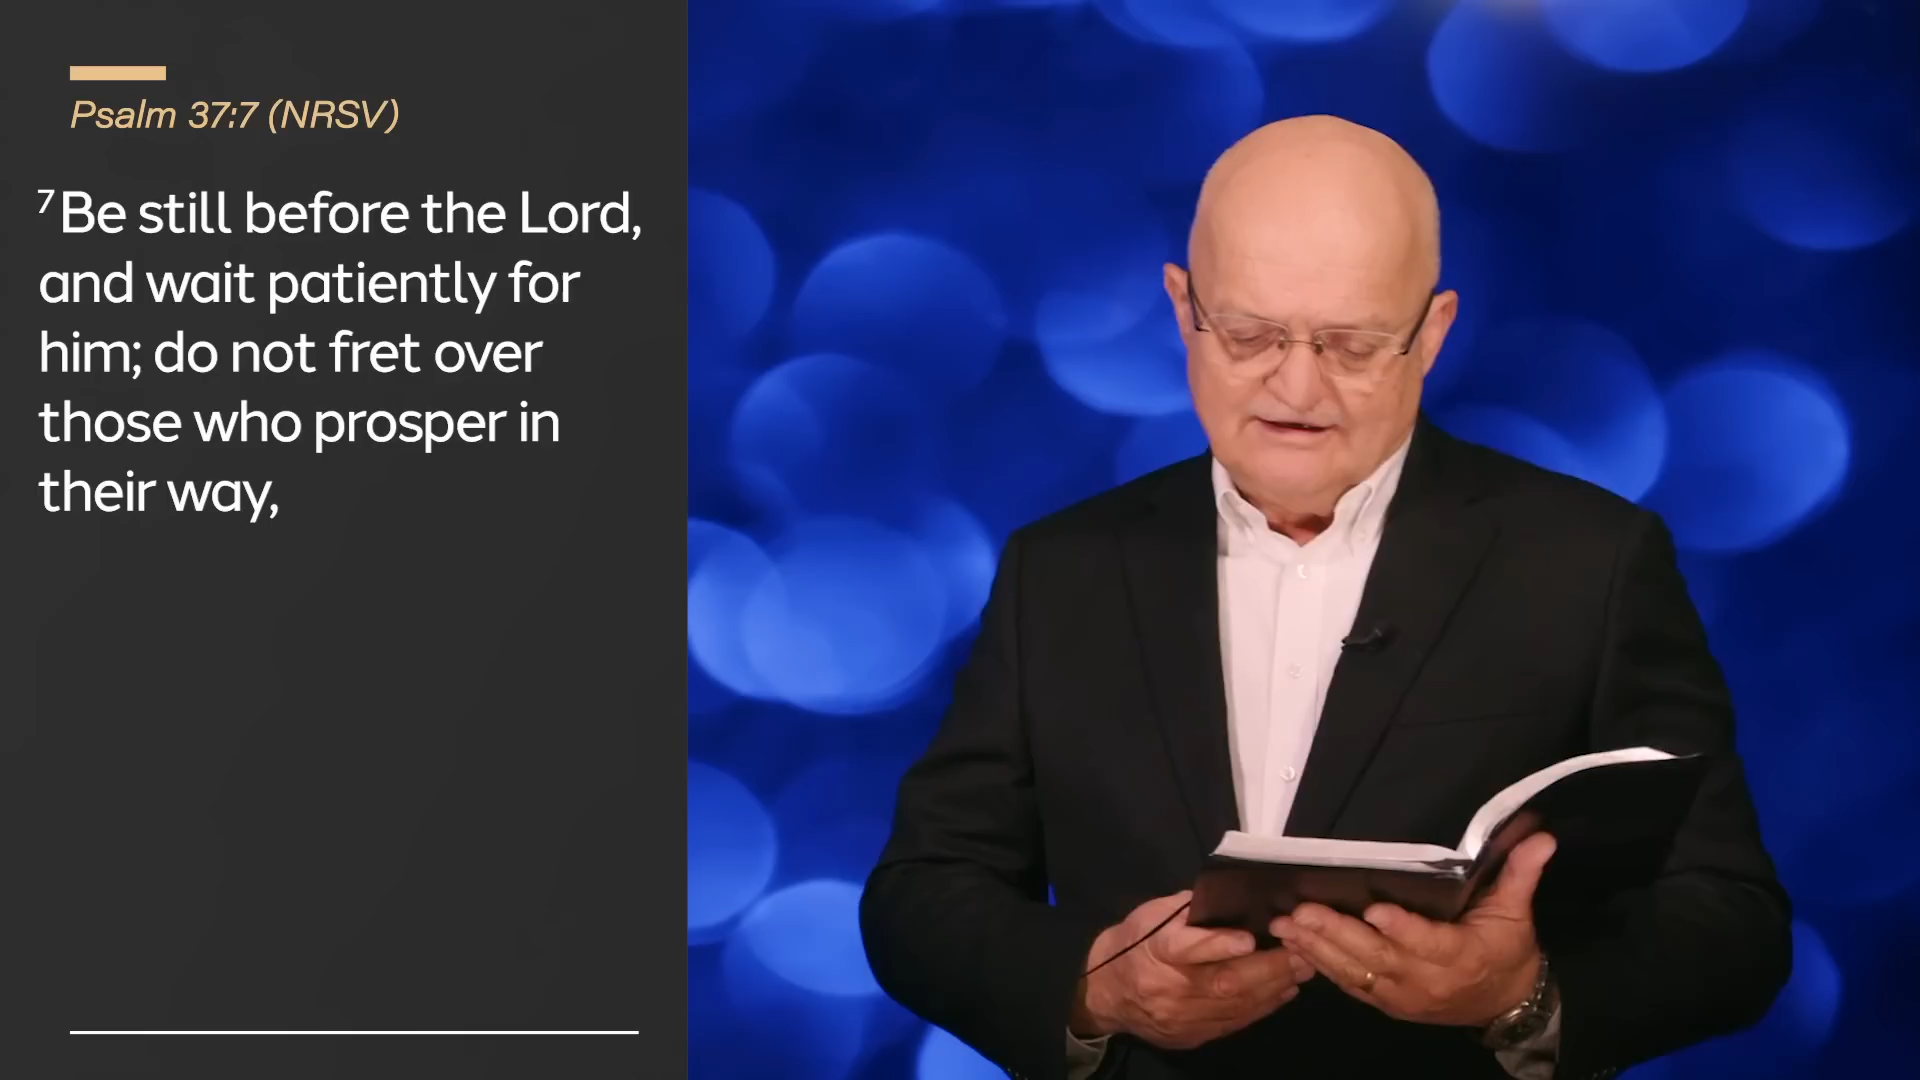 Psalm 37:7 (NRSV)
⁷Be still before the Lord,
and wait patiently for
him; do not fret over
those who prosper in
their way,